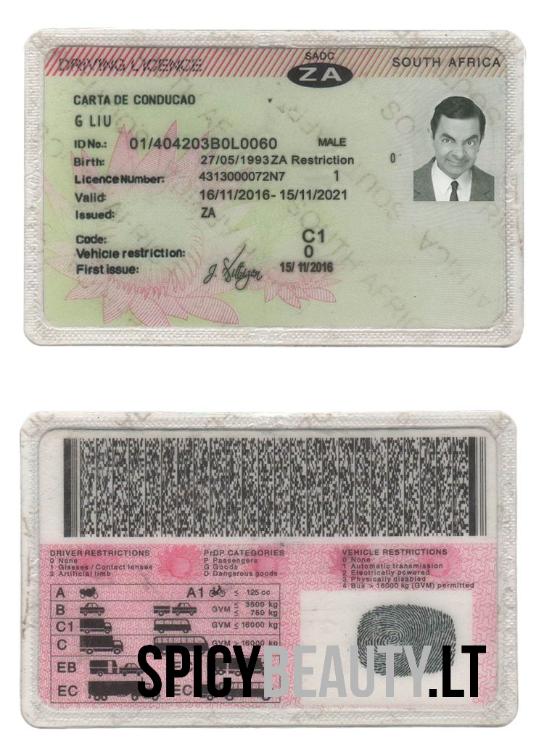 DRIVING LICENCE
SADC
ZA
SOUTH AFRICA
CARTA DE CONDUCAO
G LIU
ID No.: 01/404203B0L0060 MALE
Birth: 27/05/1993 ZA Restriction 0
Licence Number: 4313000072N7 1
Valid: 16/11/2016 - 15/11/2021
Issued: ZA
Code: C1
Vehicle restriction: 0
First issue: 15/11/2016
DRIVER RESTRICTIONS
0 None
1 Glasses / Contact lenses
2 Artificial limb
PrDP CATEGORIES
P Passengers
G Goods
D Dangerous goods
VEHICLE RESTRICTIONS
0 None
1 Automatic transmission
2 Electrically powered
3 Physically disabled
4 Bus > 16000 kg (GVM) permitted
A A1 ≤ 125 cc
B GVM ≤ 3500 kg
≤ 750 kg
C1 GVM ≤ 16000 kg
C GVM > 16000 kg
EB
EC
SPICYBEAUTY.LT